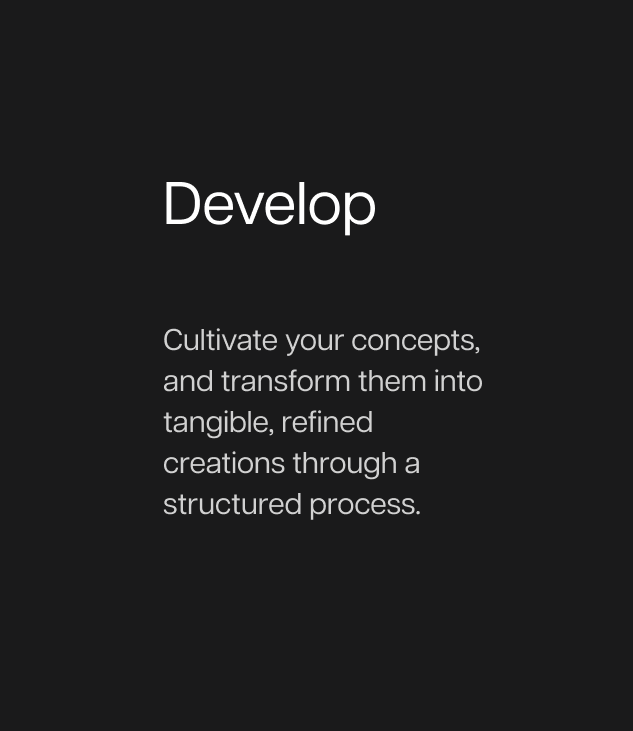 Develop
Cultivate your concepts,
and transform them into
tangible, refined
creations through a
structured process.